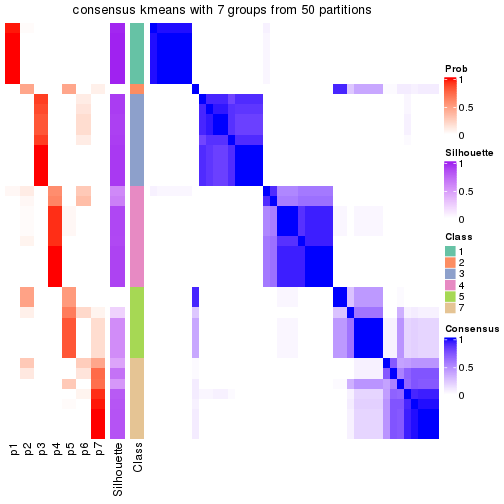 consensus kmeans with 7 groups from 50 partitions
Prob
1
0.5
0
Silhouette
1
0.5
0
Class
1
2
3
4
5
7
Consensus
1
0.5
0
p1
p2
p3
p4
p5
p6
p7
Silhouette
Class